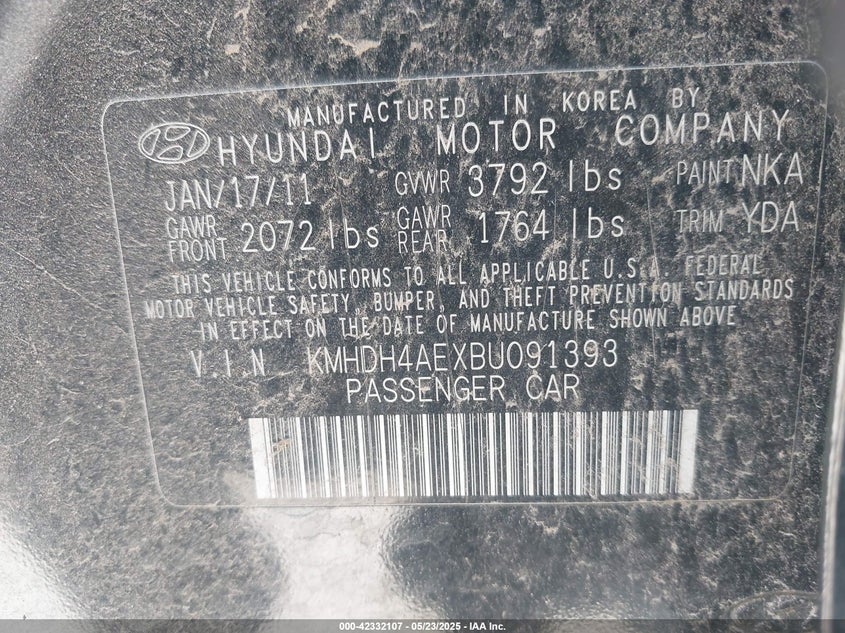 MANUFACTURED IN KOREA BY
HYUNDAI MOTOR COMPANY
JAN/17/11 GVWR 3792 lbs PAINT NKA
GAWR FRONT 2072 lbs GAWR REAR 1764 lbs TRIM YDA
THIS VEHICLE CONFORMS TO ALL APPLICABLE U.S.A. FEDERAL
MOTOR VEHICLE SAFETY, BUMPER, AND THEFT PREVENTION STANDARDS
IN EFFECT ON THE DATE OF MANUFACTURE SHOWN ABOVE
V.I.N KMHDH4AEXBU091393
PASSENGER CAR
000-42332107 - 05/23/2025 - IAA Inc.